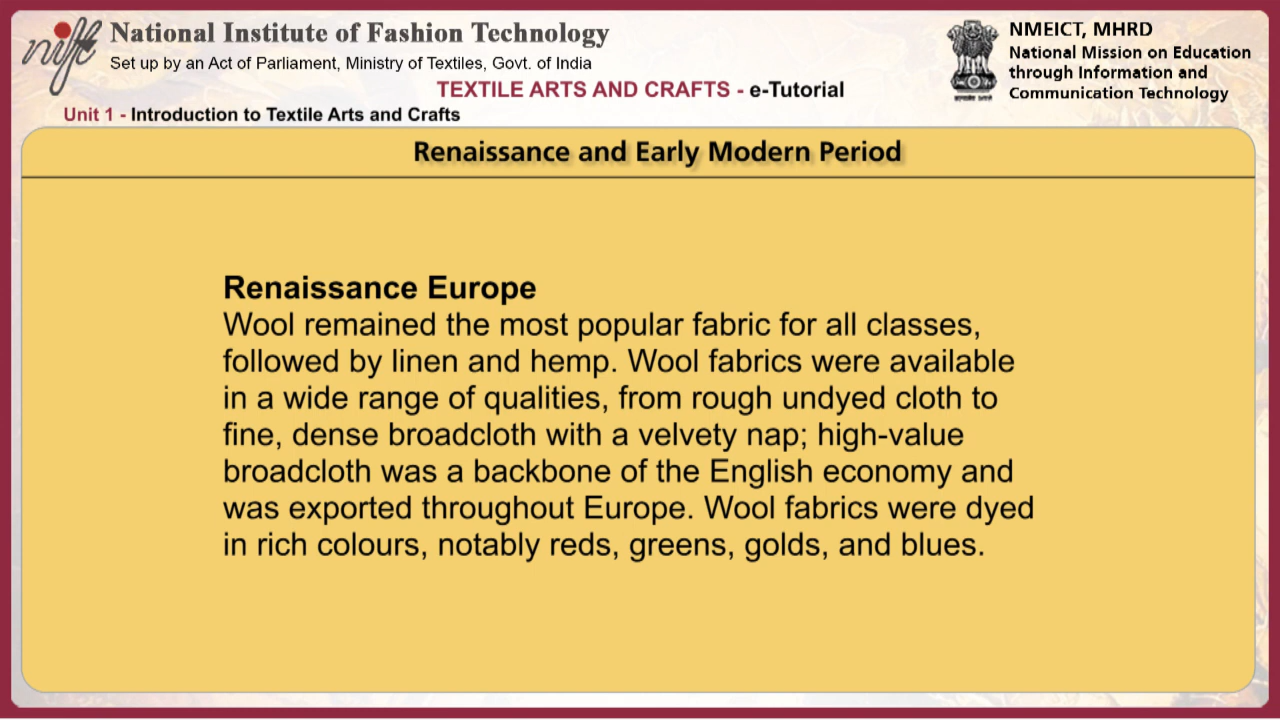 nift
National Institute of Fashion Technology
Set up by an Act of Parliament, Ministry of Textiles, Govt. of India
NMEICT, MHRD
National Mission on Education
through Information and
Communication Technology
TEXTILE ARTS AND CRAFTS - e-Tutorial
Unit 1 - Introduction to Textile Arts and Crafts
Renaissance and Early Modern Period
Renaissance Europe
Wool remained the most popular fabric for all classes,
followed by linen and hemp. Wool fabrics were available
in a wide range of qualities, from rough undyed cloth to
fine, dense broadcloth with a velvety nap; high-value
broadcloth was a backbone of the English economy and
was exported throughout Europe. Wool fabrics were dyed
in rich colours, notably reds, greens, golds, and blues.